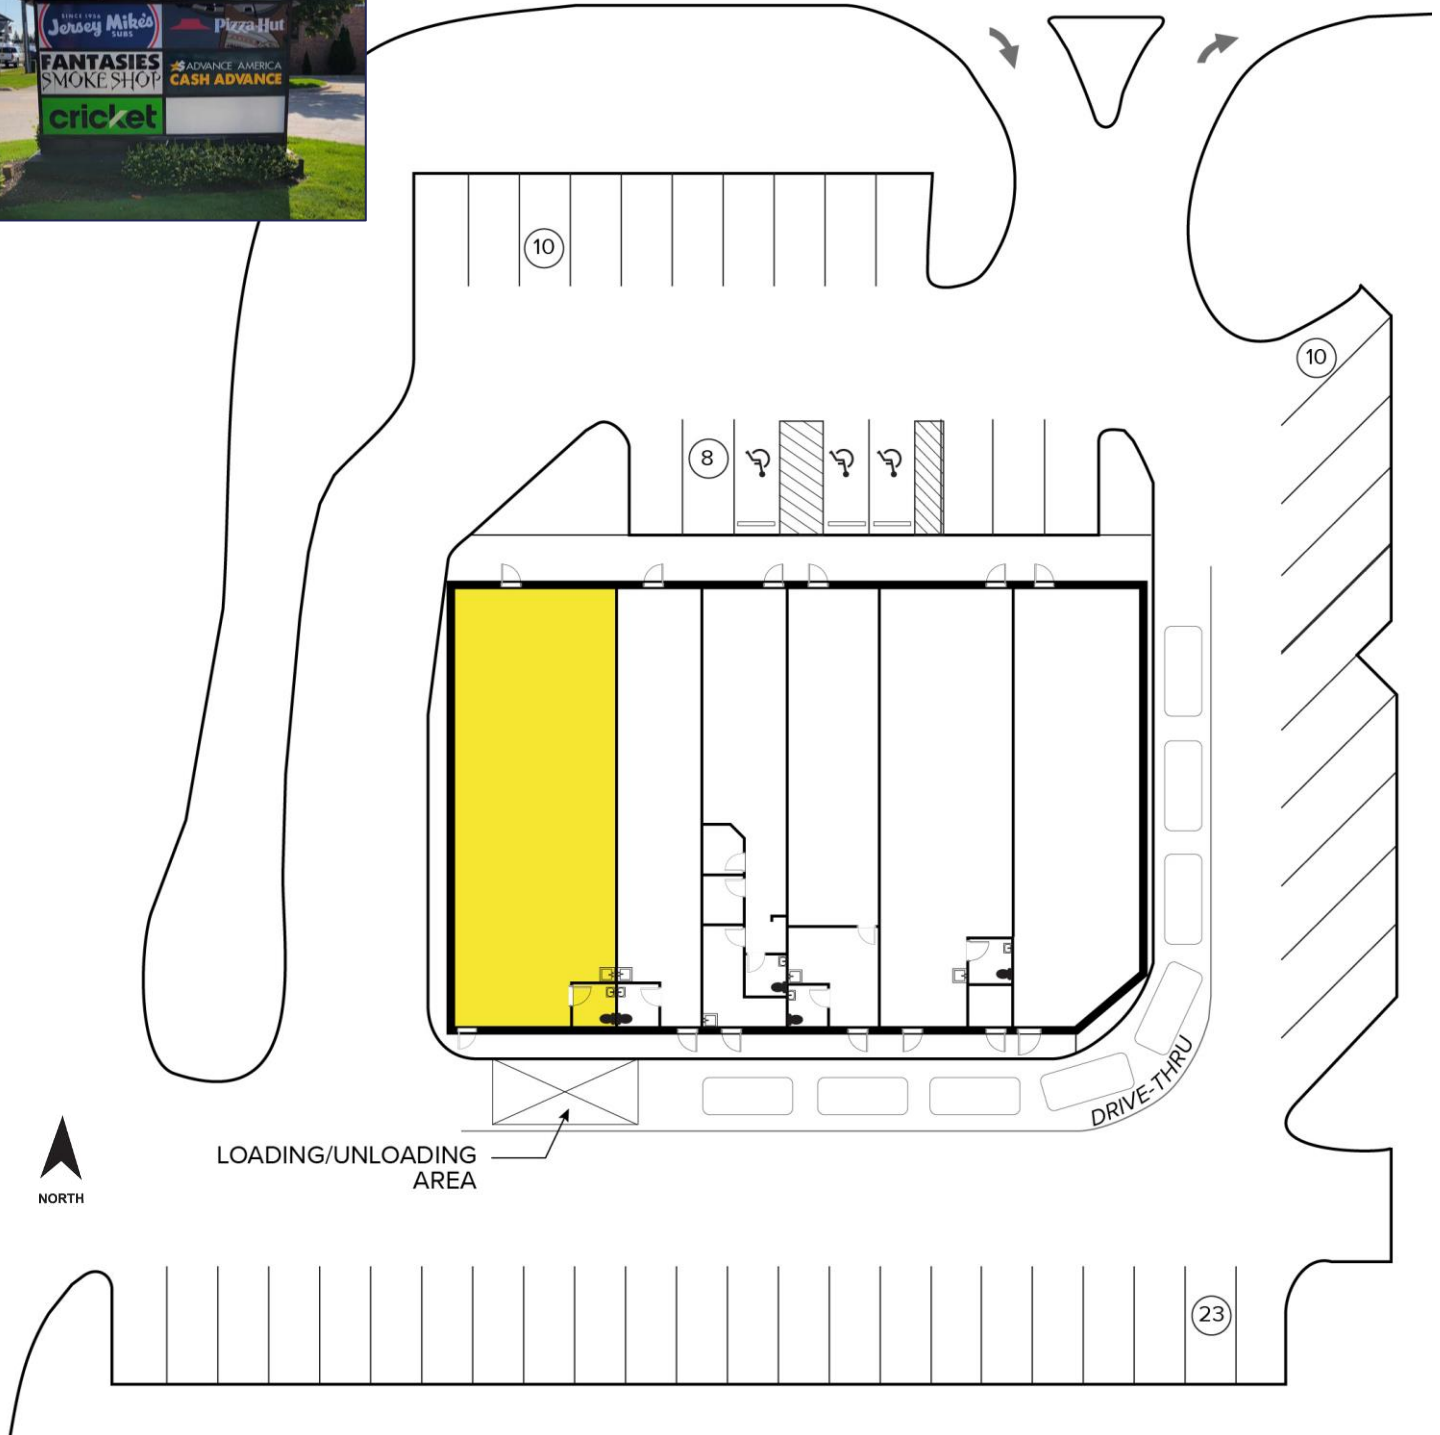 SINCE 1956
Jersey Mike's
SUBS
Pizza Hut
FANTASIES
SMOKE SHOP
ADVANCE AMERICA
CASH ADVANCE
cricket
10
10
8
DRIVE-THRU
LOADING/UNLOADING
AREA
NORTH
23